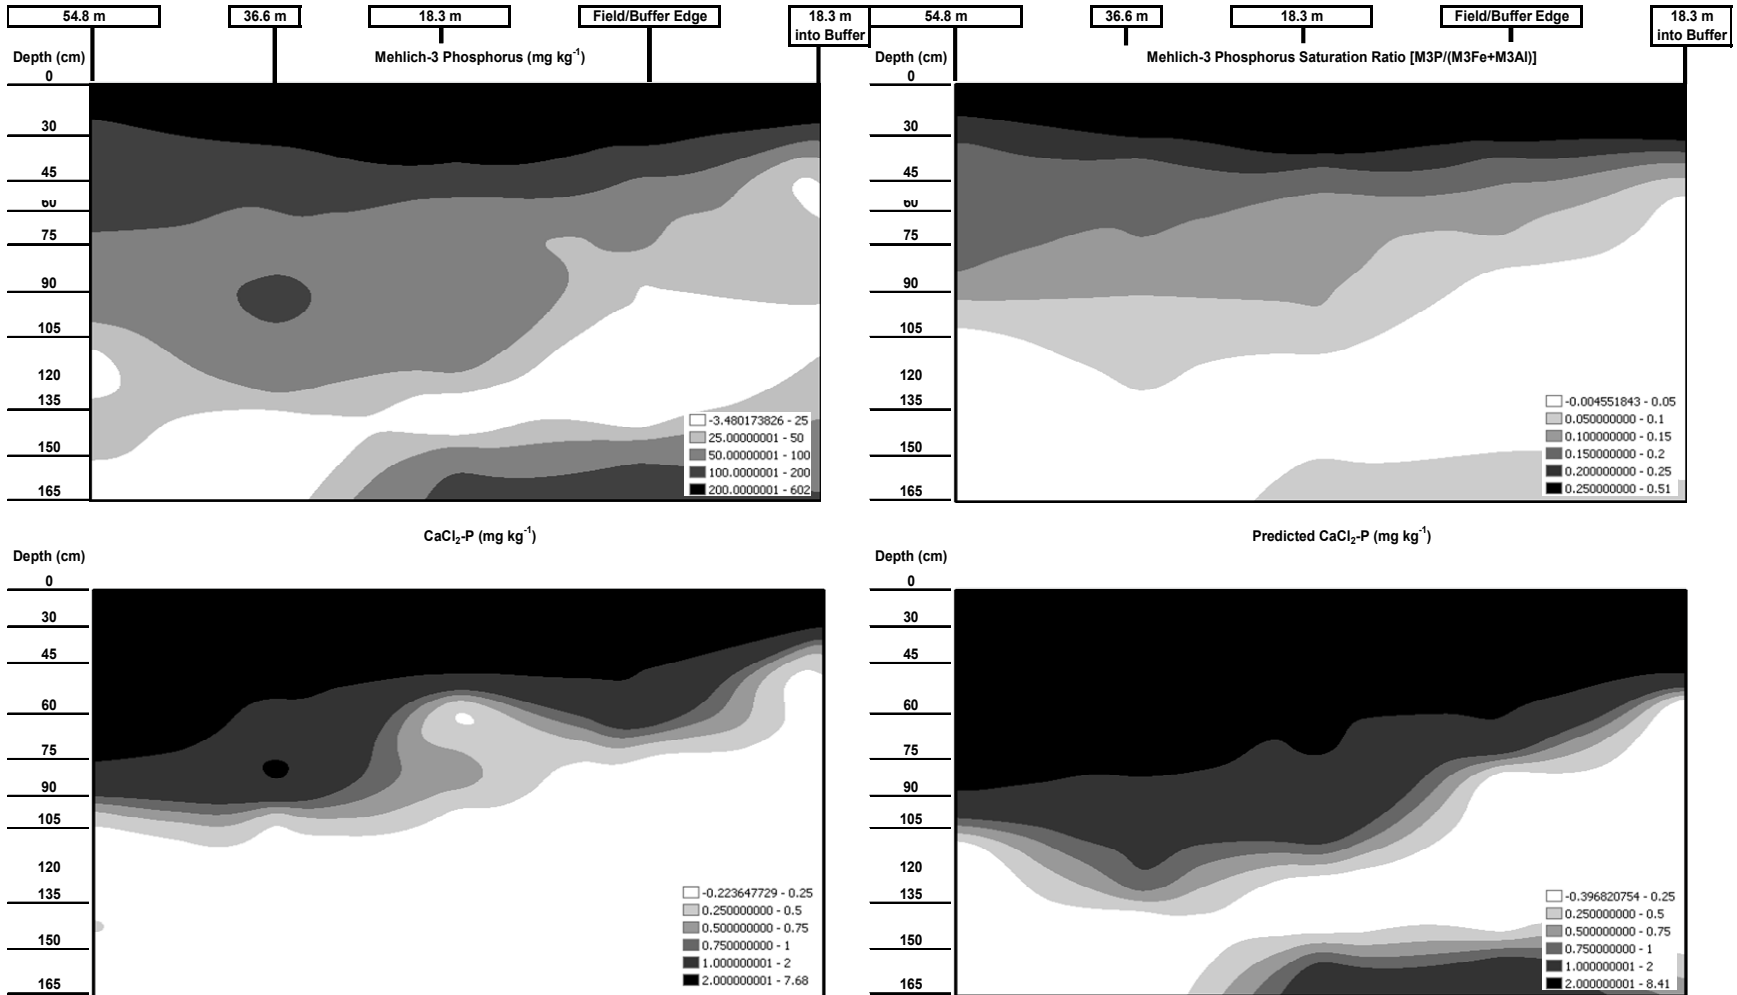 54.8 m
36.6 m
18.3 m
Field/Buffer Edge
18.3 m
into Buffer
54.8 m
36.6 m
18.3 m
Field/Buffer Edge
18.3 m
into Buffer
Depth (cm)
Mehlich-3 Phosphorus (mg kg⁻¹)
0
30
45
60
75
90
105
120
135
150
165
-3.480173826 - 25
25.00000001 - 50
50.00000001 - 100
100.0000001 - 200
200.0000001 - 602
Depth (cm)
Mehlich-3 Phosphorus Saturation Ratio [M3P/(M3Fe+M3Al)]
0
30
45
60
75
90
105
120
135
150
165
-0.004551843 - 0.05
0.050000000 - 0.1
0.100000000 - 0.15
0.150000000 - 0.2
0.200000000 - 0.25
0.250000000 - 0.51
CaCl₂-P (mg kg⁻¹)
Depth (cm)
0
30
45
60
75
90
105
120
135
150
165
-0.223647729 - 0.25
0.250000000 - 0.5
0.500000000 - 0.75
0.750000000 - 1
1.000000001 - 2
2.000000001 - 7.68
Predicted CaCl₂-P (mg kg⁻¹)
Depth (cm)
0
30
45
60
75
90
105
120
135
150
165
-0.396820754 - 0.25
0.250000000 - 0.5
0.500000000 - 0.75
0.750000000 - 1
1.000000001 - 2
2.000000001 - 8.41